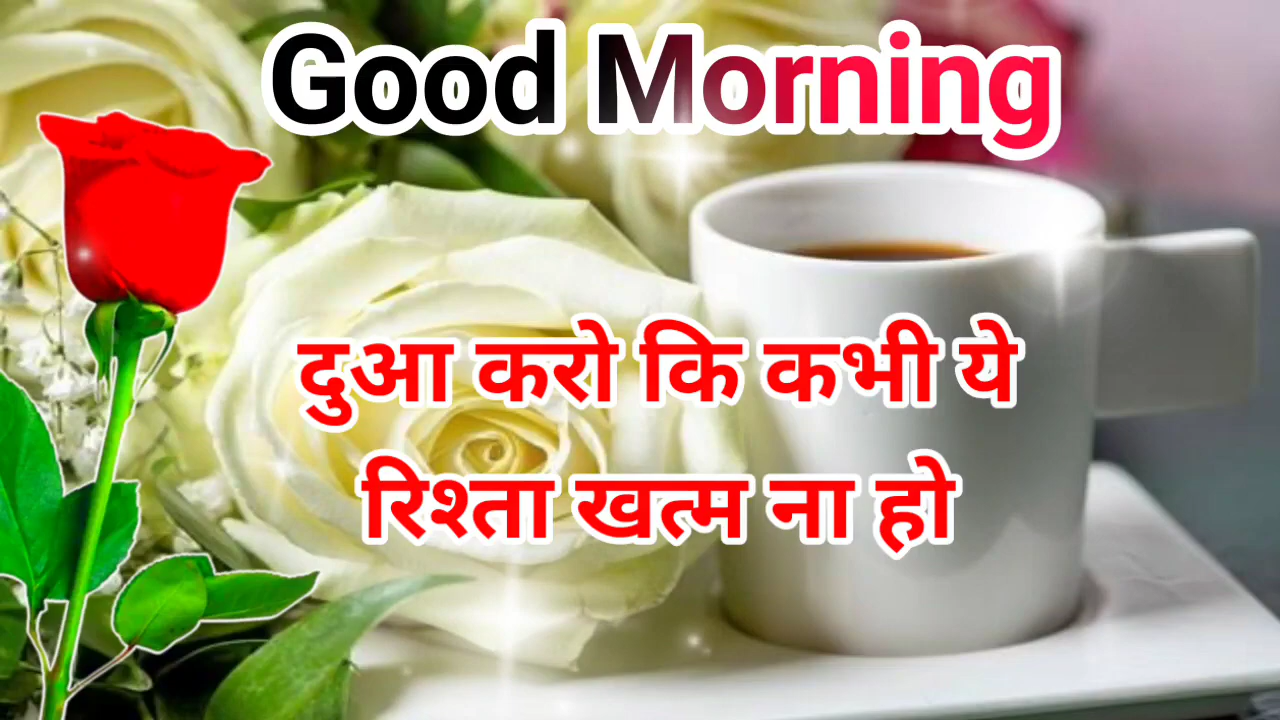 Good Morning
दुआ करो कि कभी ये
रिश्ता खत्म ना हो